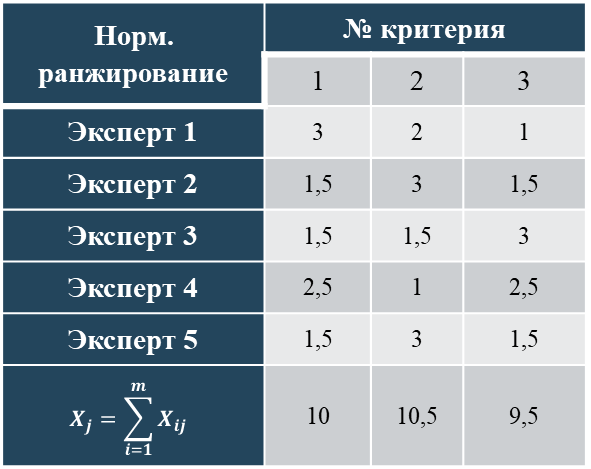 Норм. ранжирование № критерия
1 2 3
Эксперт 1 3 2 1
Эксперт 2 1,5 3 1,5
Эксперт 3 1,5 1,5 3
Эксперт 4 2,5 1 2,5
Эксперт 5 1,5 3 1,5
X_j = \sum_{i=1}^{m} X_{ij} 10 10,5 9,5